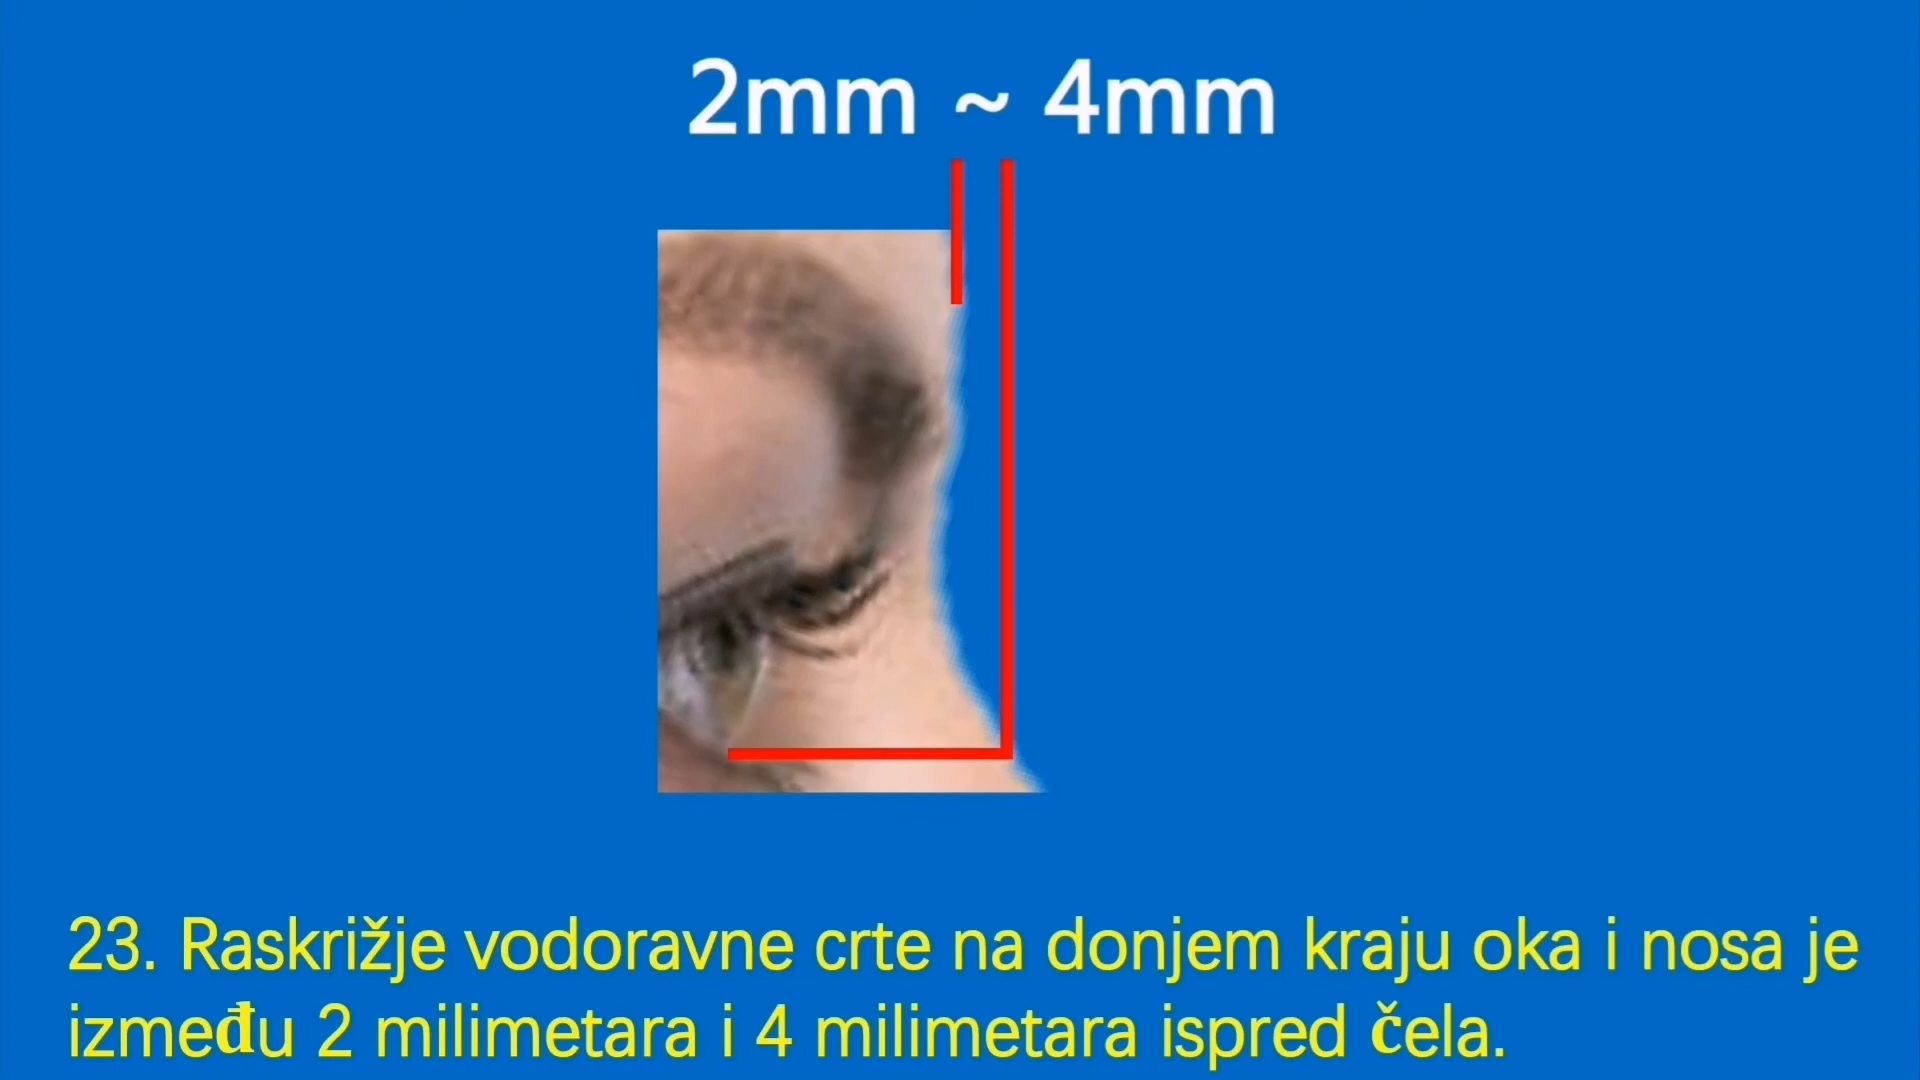 2mm ~ 4mm
23. Raskrižje vodoravne crte na donjem kraju oka i nosa je
između 2 milimetara i 4 milimetara ispred čela.